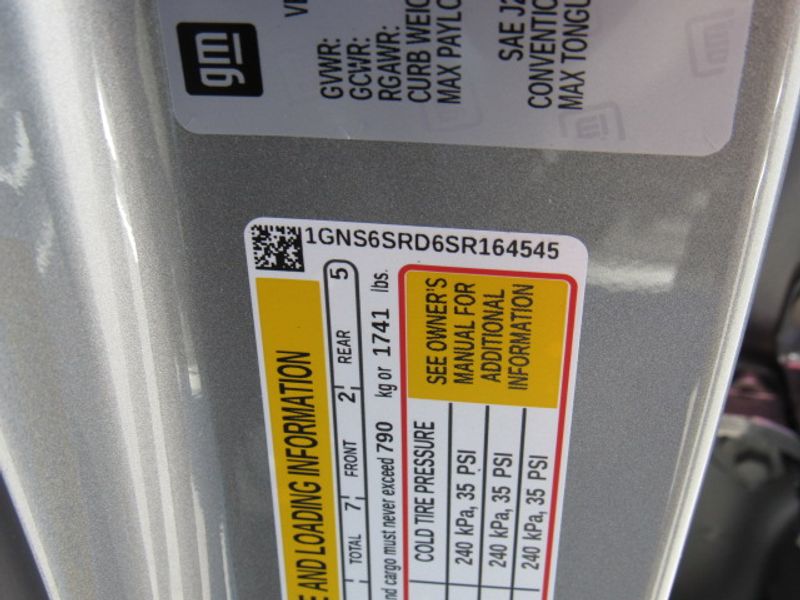 gm
GVWR:
GCWR:
RGAWR:
CURB WEIG
MAX PAYLO
SAE J2
CONVENTIO
MAX TONGU
1GNS6SRD6SR164545
E AND LOADING INFORMATION
TOTAL 7 FRONT 2 REAR 5
nd cargo must never exceed 790 kg or 1741 lbs.
SEE OWNER'S
MANUAL FOR
ADDITIONAL
INFORMATION
COLD TIRE PRESSURE
240 kPa, 35 PSI
240 kPa, 35 PSI
240 kPa, 35 PSI